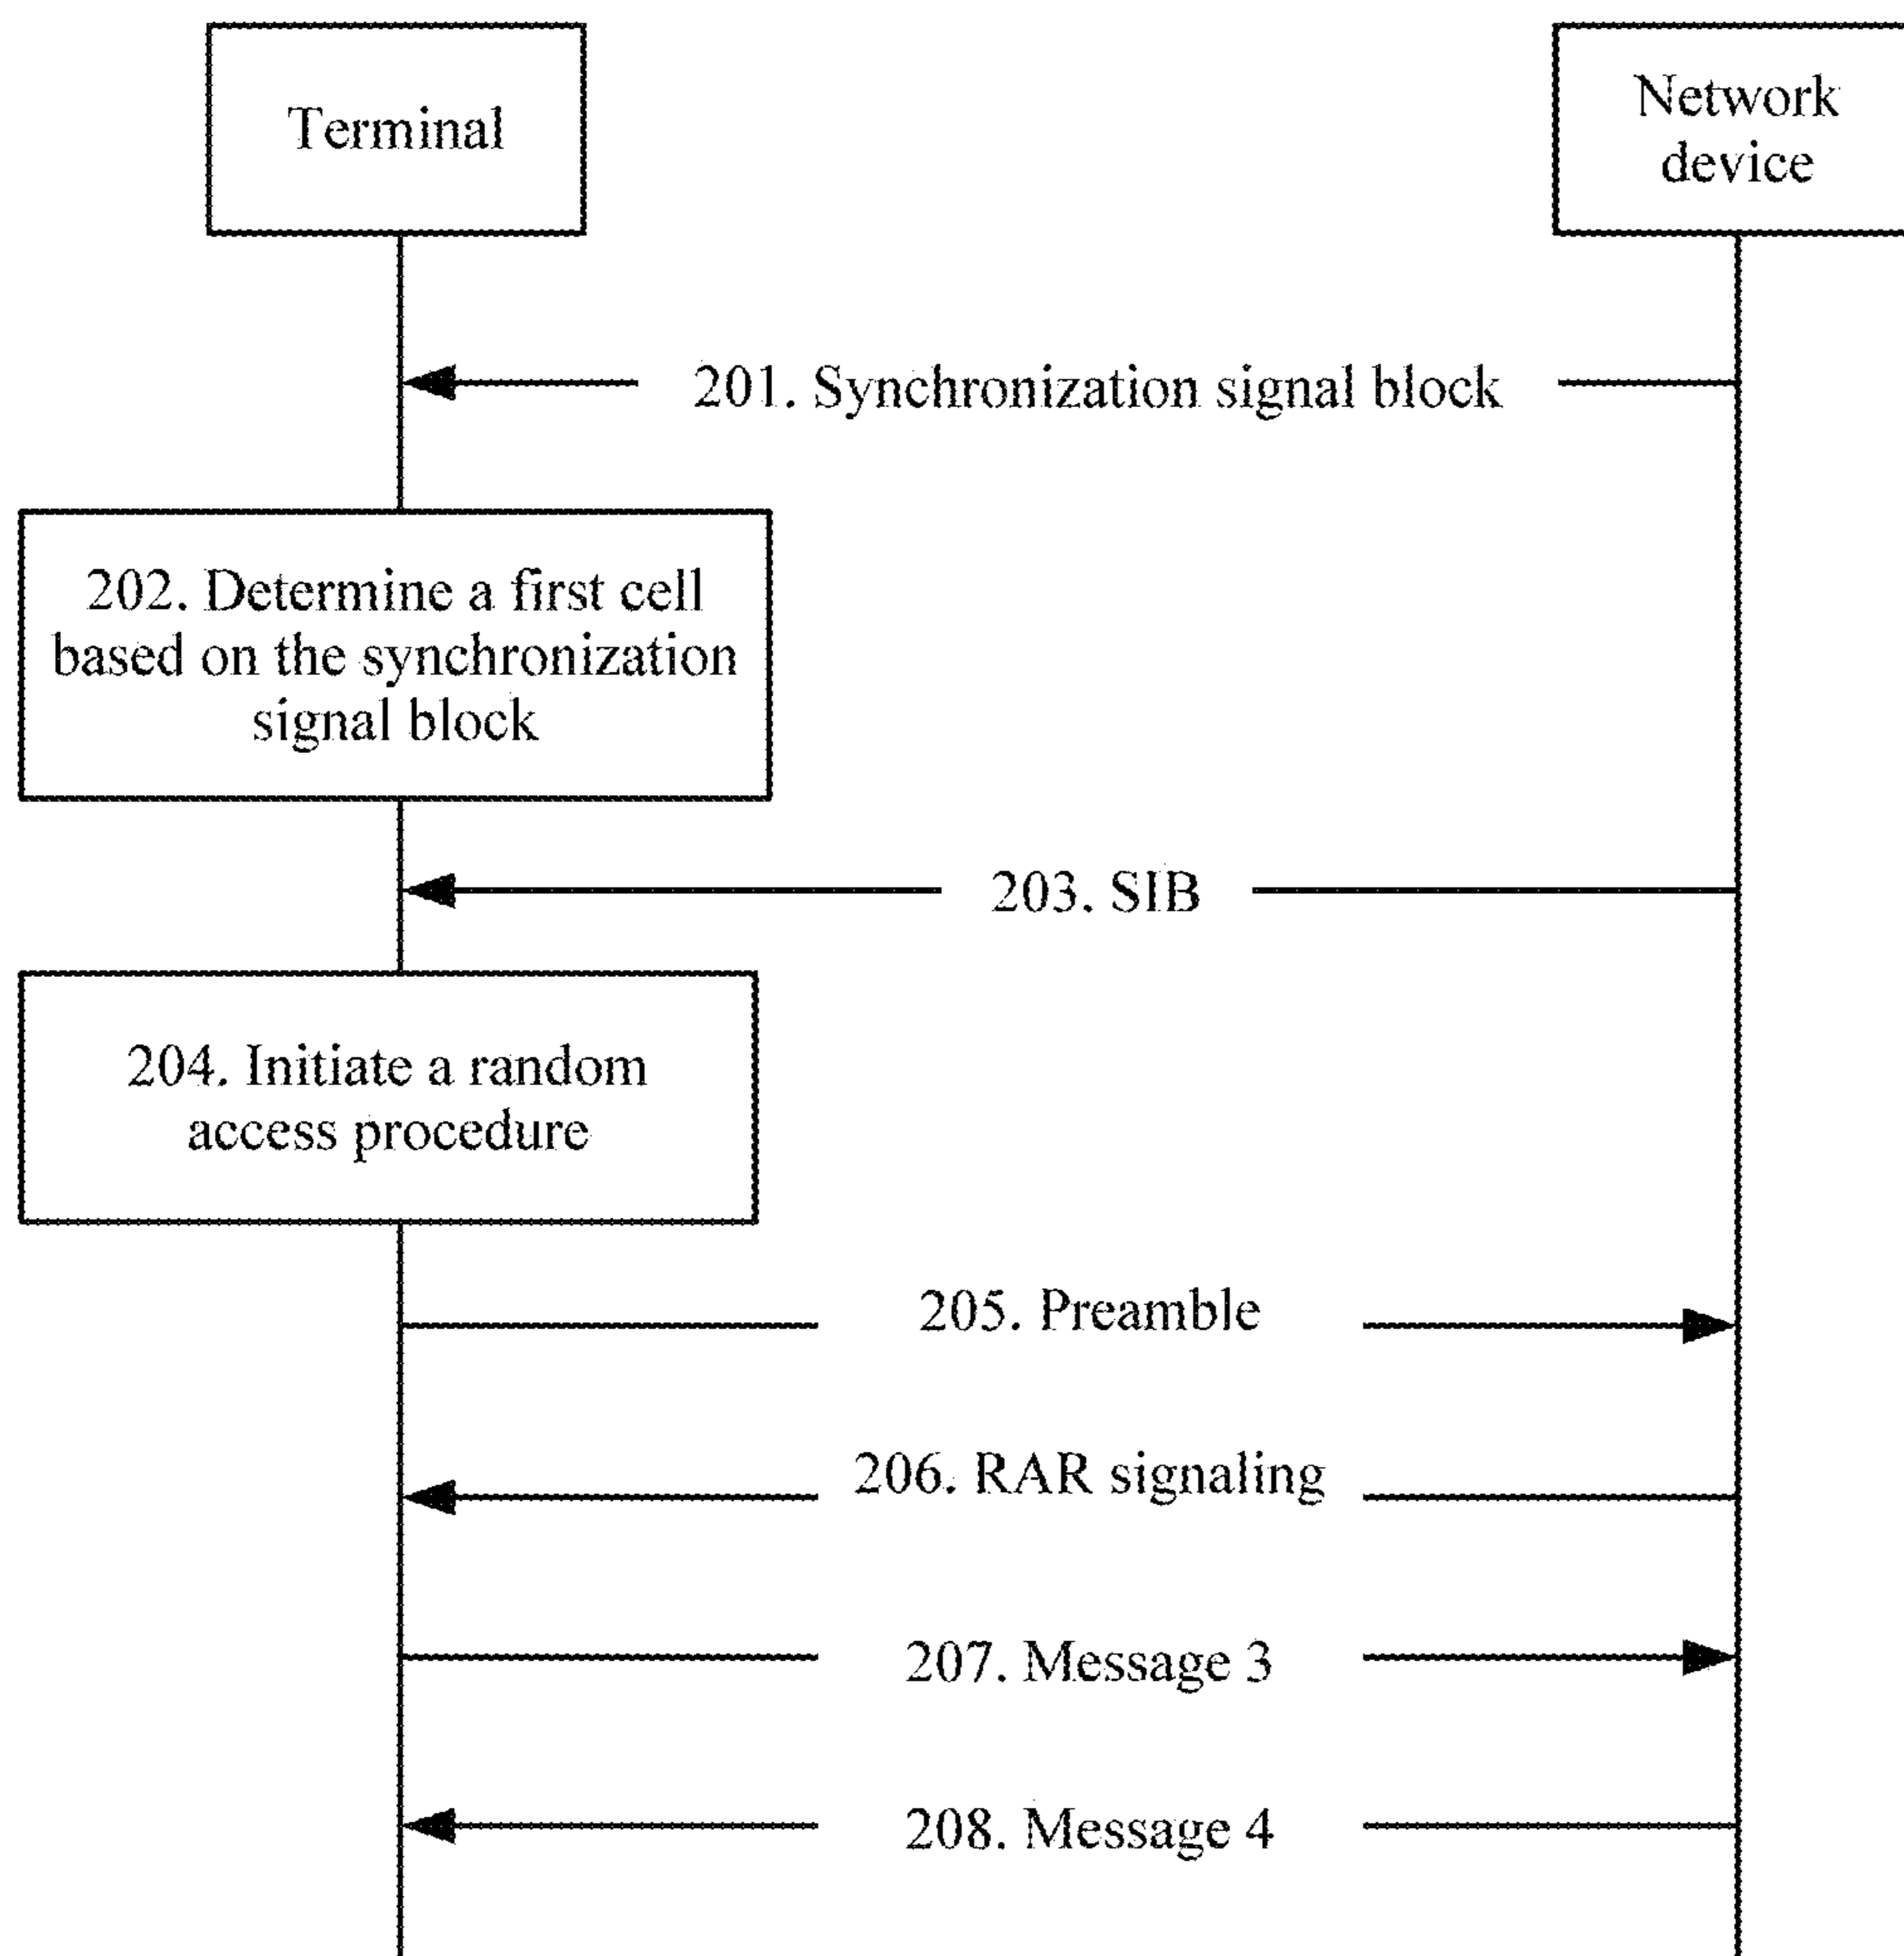 Terminal
Network
device
201. Synchronization signal block
202. Determine a first cell
based on the synchronization
signal block
203. SIB
204. Initiate a random
access procedure
205. Preamble
206. RAR signaling
207. Message 3
208. Message 4